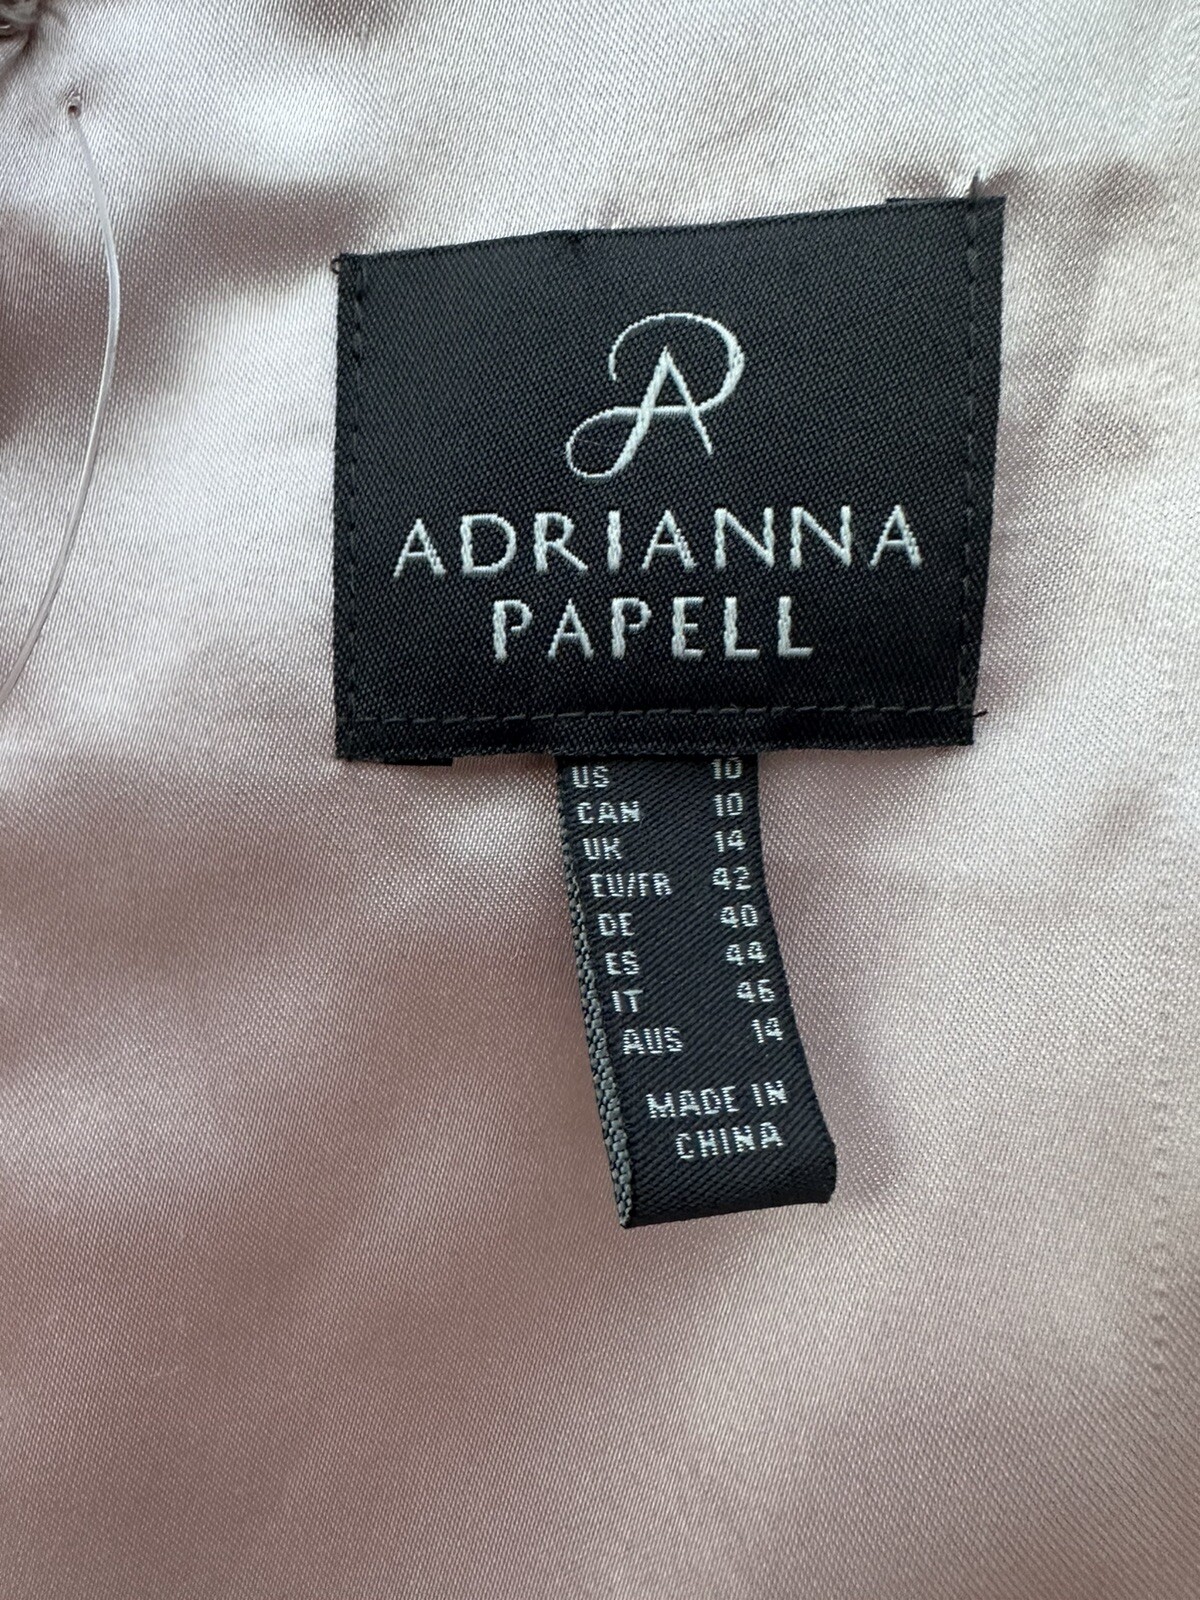 ADRIANNA
PAPELL
US 10
CAN 10
UK 14
EU/FR 42
DE 40
ES 44
IT 46
AUS 14
MADE IN
CHINA